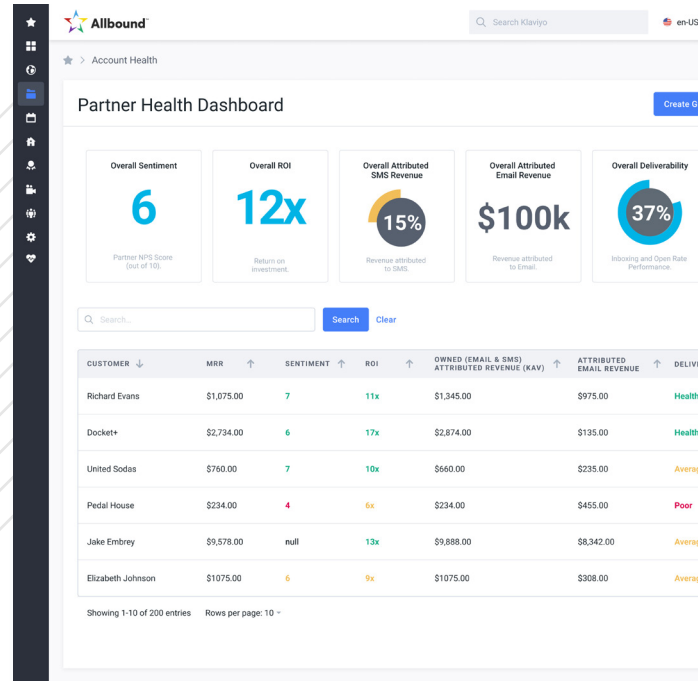 Allbound
Search Klaviyo
en-US
Account Health
Partner Health Dashboard
Create G
Overall Sentiment
6
Partner NPS Score
(out of 10).
Overall ROI
12x
Return on
investment.
Overall Attributed
SMS Revenue
15%
Revenue attributed
to SMS.
Overall Attributed
Email Revenue
$100k
Revenue attributed
to Email.
Overall Deliverability
37%
Inboxing and Open Rate
Performance.
Search...
Search
Clear
CUSTOMER MRR SENTIMENT ROI OWNED (EMAIL & SMS) ATTRIBUTED REVENUE (KAV) ATTRIBUTED EMAIL REVENUE DELIV
Richard Evans $1,075.00 7 11x $1,345.00 $975.00 Health
Docket+ $2,734.00 6 17x $2,874.00 $135.00 Health
United Sodas $760.00 7 10x $660.00 $235.00 Averag
Pedal House $234.00 4 6x $234.00 $455.00 Poor
Jake Embrey $9,578.00 null 13x $9,888.00 $8,342.00 Averag
Elizabeth Johnson $1075.00 6 9x $1075.00 $308.00 Averag
Showing 1-10 of 200 entries Rows per page: 10